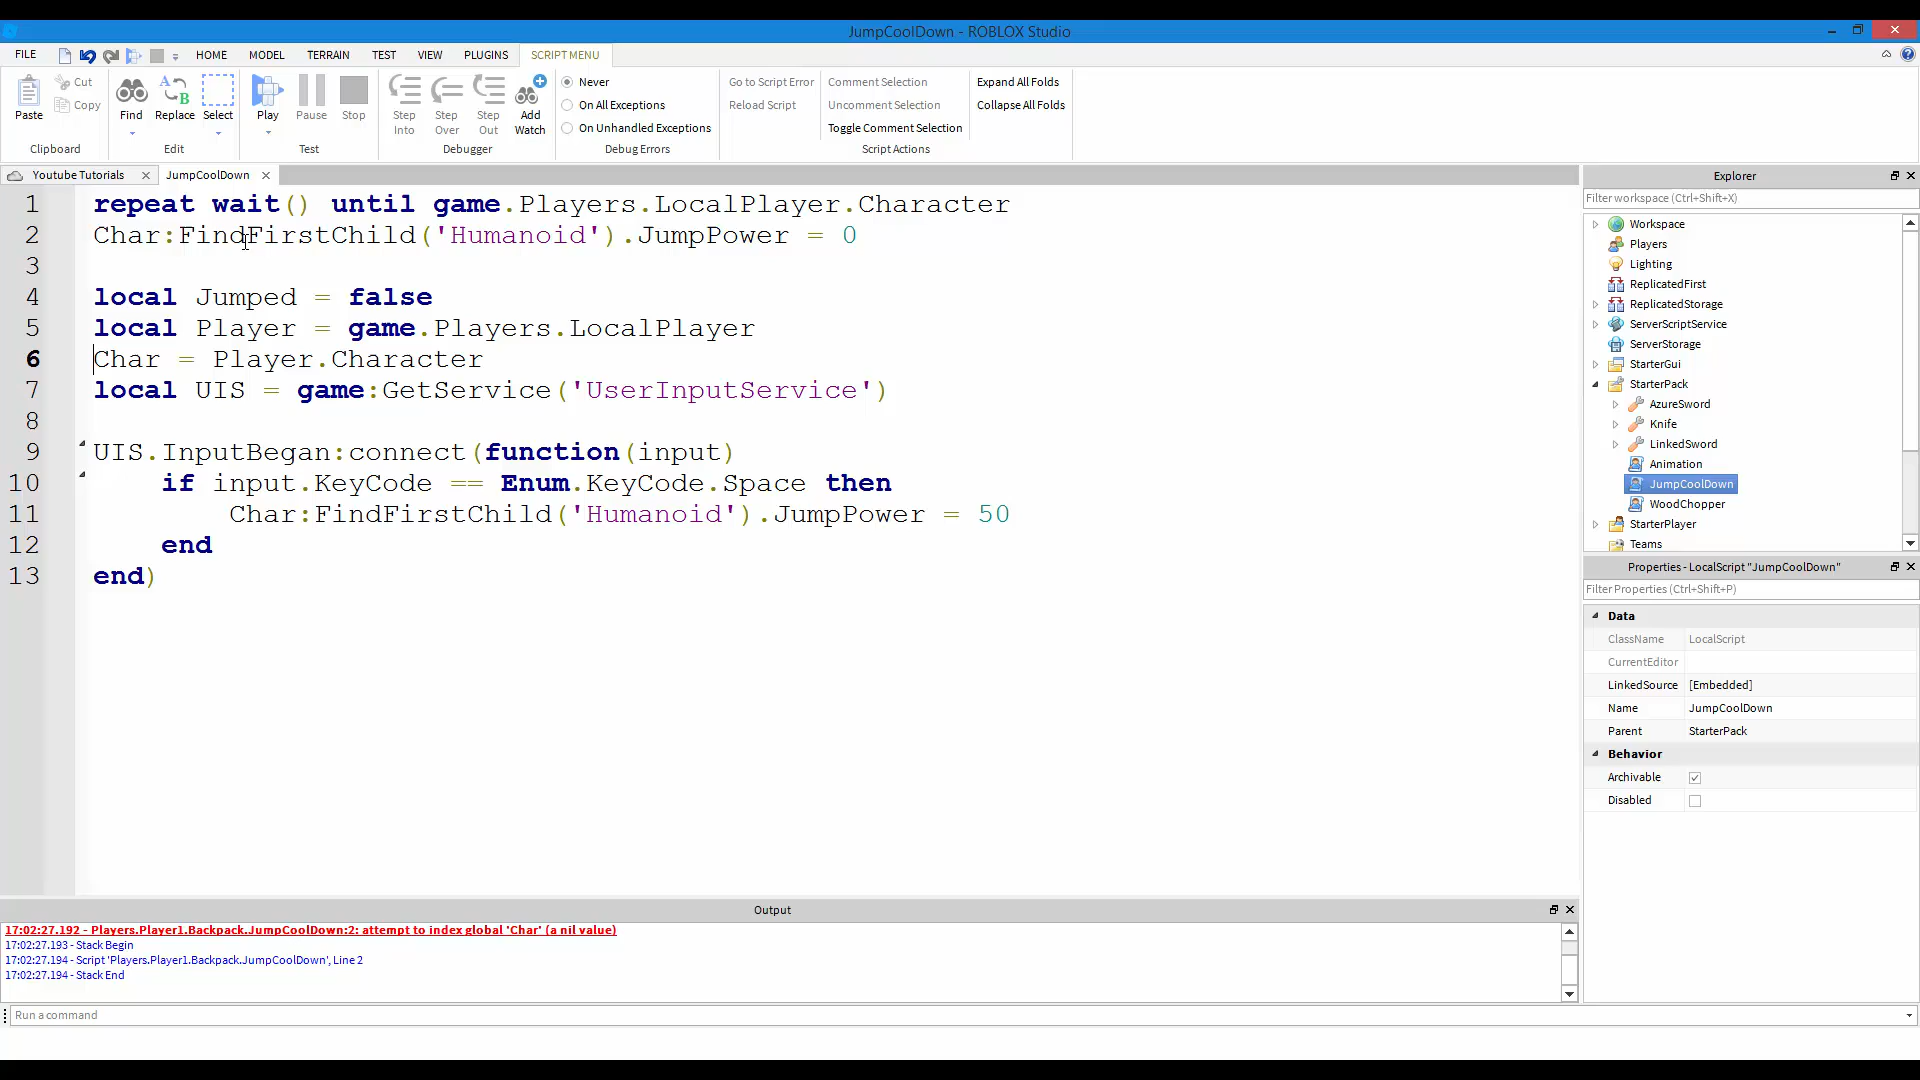 JumpCoolDown - ROBLOX Studio
FILE HOME MODEL TERRAIN TEST VIEW PLUGINS SCRIPT MENU
Paste
Cut
Copy
Clipboard
Find Replace Select
Edit
Play Pause Stop
Test
Step Into
Step Over
Step Out
Add Watch
Debugger
Never
On All Exceptions
On Unhandled Exceptions
Debug Errors
Go to Script Error
Reload Script
Comment Selection
Uncomment Selection
Toggle Comment Selection
Script Actions
Expand All Folds
Collapse All Folds
Youtube Tutorials JumpCoolDown
1 repeat wait() until game.Players.LocalPlayer.Character
2 Char:FindFirstChild('Humanoid').JumpPower = 0
3
4 local Jumped = false
5 local Player = game.Players.LocalPlayer
6 Char = Player.Character
7 local UIS = game:GetService('UserInputService')
8
9 UIS.InputBegan:connect(function(input)
10 if input.KeyCode == Enum.KeyCode.Space then
11 Char:FindFirstChild('Humanoid').JumpPower = 50
12 end
13 end)
Explorer
Filter workspace (Ctrl+Shift+X)
Workspace
Players
Lighting
ReplicatedFirst
ReplicatedStorage
ServerScriptService
ServerStorage
StarterGui
StarterPack
AzureSword
Knife
LinkedSword
Animation
JumpCoolDown
WoodChopper
StarterPlayer
Teams
Properties - LocalScript "JumpCoolDown"
Filter Properties (Ctrl+Shift+P)
Data
ClassName LocalScript
CurrentEditor
LinkedSource [Embedded]
Name JumpCoolDown
Parent StarterPack
Behavior
Archivable
Disabled
Output
17:02:27.192 - Players.Player1.Backpack.JumpCoolDown:2: attempt to index global 'Char' (a nil value)
17:02:27.193 - Stack Begin
17:02:27.194 - Script 'Players.Player1.Backpack.JumpCoolDown', Line 2
17:02:27.194 - Stack End
Run a command